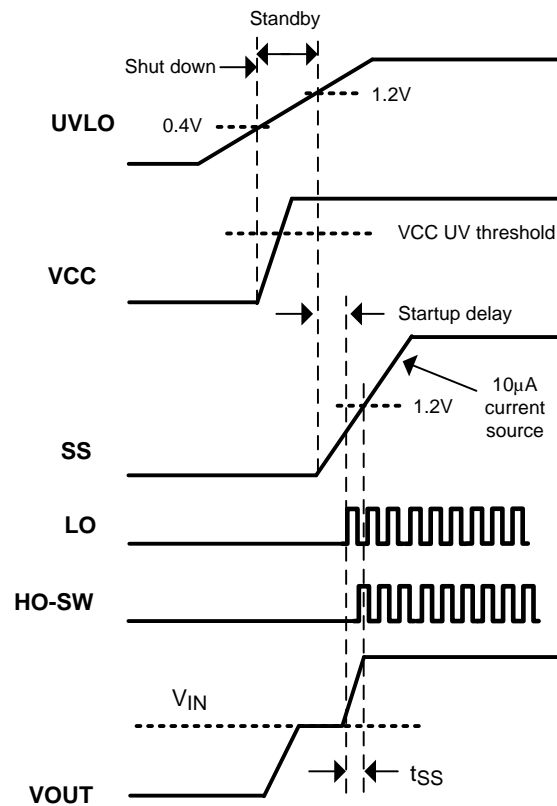 Standby
Shut down
1.2V
UVLO
0.4V
VCC UV threshold
VCC
Startup delay
10μA
current
source
1.2V
SS
LO
HO-SW
VIN
tSS
VOUT